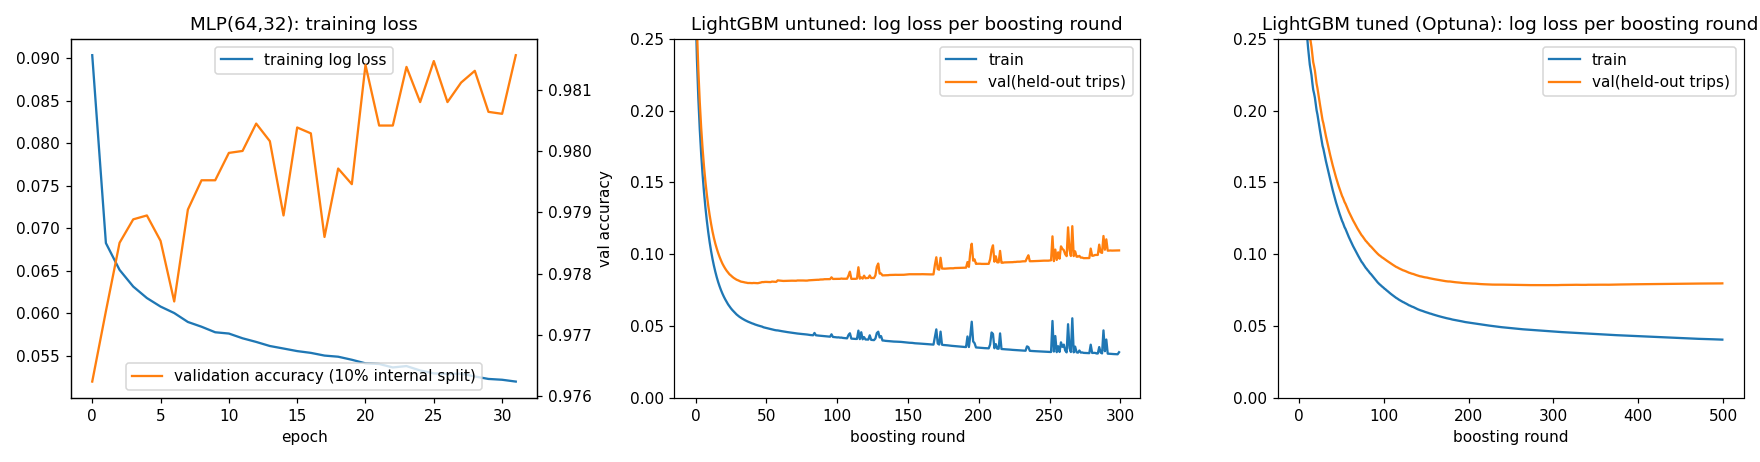 MLP(64,32): training loss
training log loss
validation accuracy (10% internal split)
0.090
0.085
0.080
0.075
0.070
0.065
0.060
0.055
0.981
0.980
0.979
0.978
0.977
0.976
val accuracy
0 5 10 15 20 25 30
epoch
LightGBM untuned: log loss per boosting round
train
val(held-out trips)
0.25
0.20
0.15
0.10
0.05
0.00
0 50 100 150 200 250 300
boosting round
LightGBM tuned (Optuna): log loss per boosting round
train
val(held-out trips)
0.25
0.20
0.15
0.10
0.05
0.00
0 100 200 300 400 500
boosting round